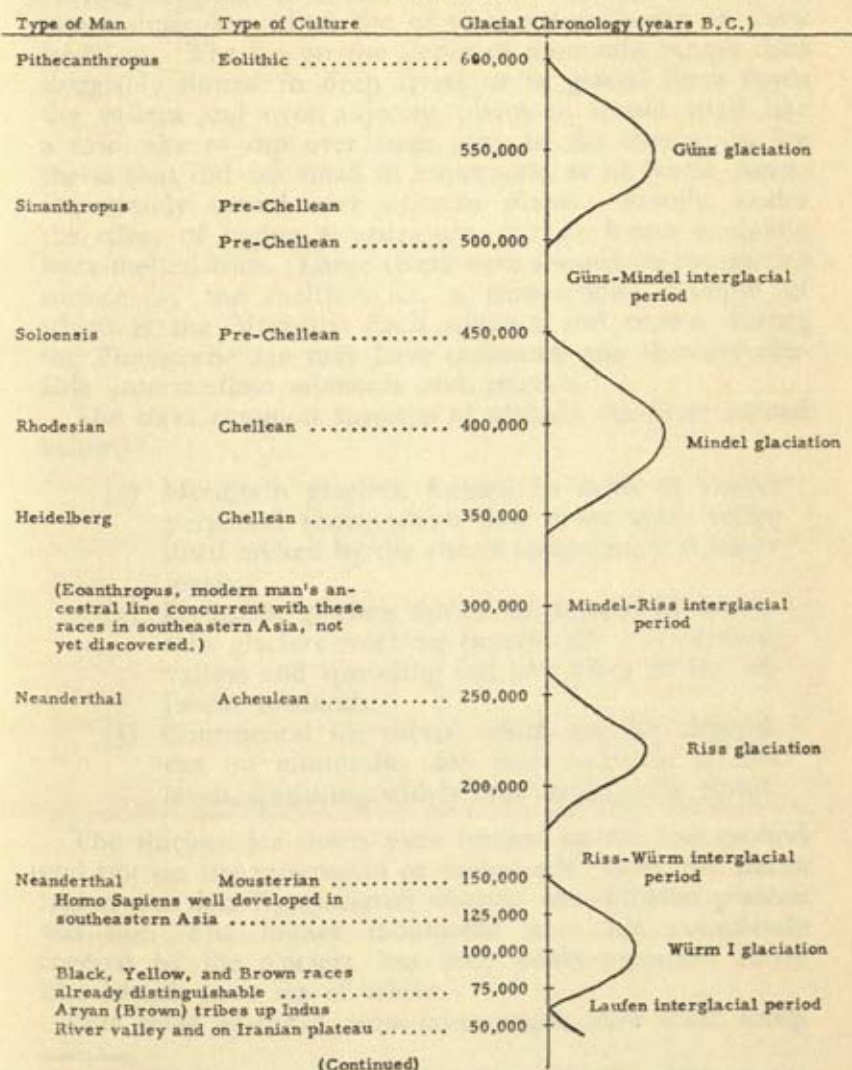 Type of Man Type of Culture Glacial Chronology (years B.C.)
Pithecanthropus Eolithic .............. 600,000
550,000 Günz glaciation
Sinanthropus Pre-Chellean
Pre-Chellean ......... 500,000
Günz-Mindel interglacial
period
Soloensis Pre-Chellean ......... 450,000
Rhodesian Chellean ............. 400,000
Mindel glaciation
Heidelberg Chellean ............. 350,000
(Eoanthropus, modern man's an-
cestral line concurrent with these
races in southeastern Asia, not
yet discovered.)
300,000 Mindel-Riss interglacial
period
Neanderthal Acheulean ............ 250,000
Riss glaciation
200,000
Riss-Würm interglacial
period
Neanderthal Mousterian ........... 150,000
Homo Sapiens well developed in
southeastern Asia .................... 125,000
100,000 Würm I glaciation
Black, Yellow, and Brown races
already distinguishable ................ 75,000
Laufen interglacial period
Aryan (Brown) tribes up Indus
River valley and on Iranian plateau ....... 50,000
(Continued)